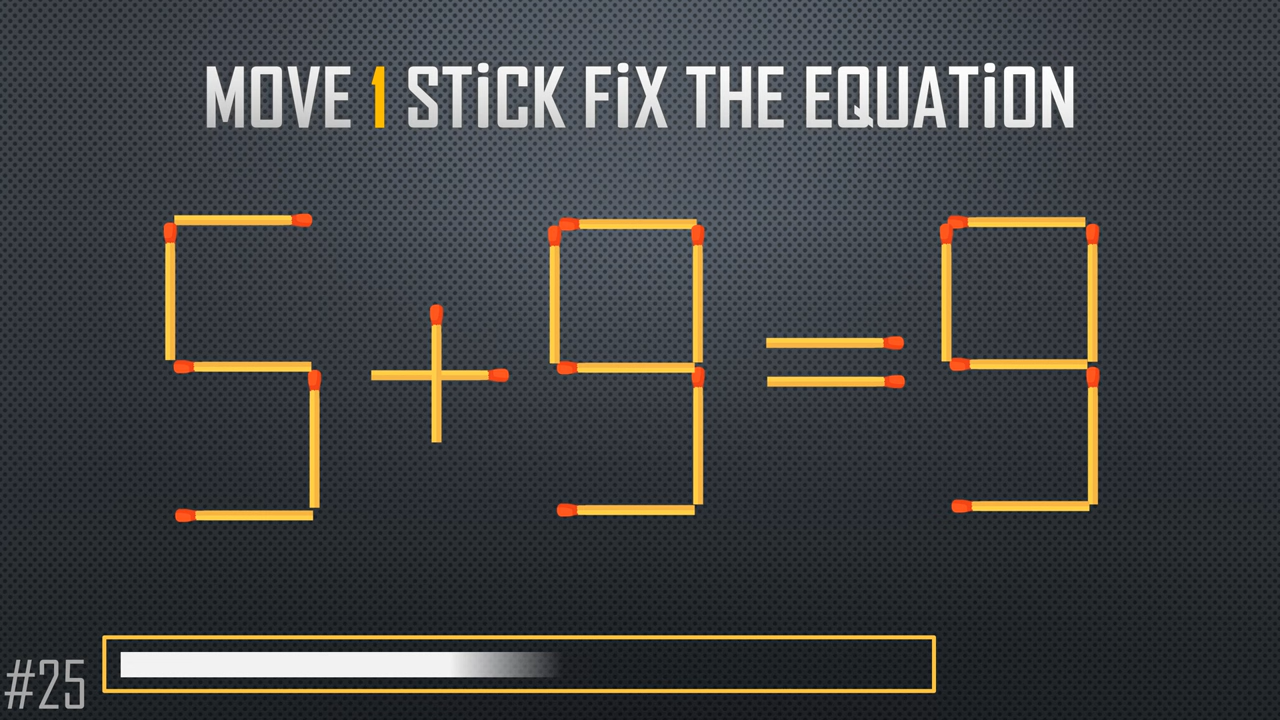 MOVE 1 STiCK FiX THE EQUATiON
5 + 9 = 9
#25